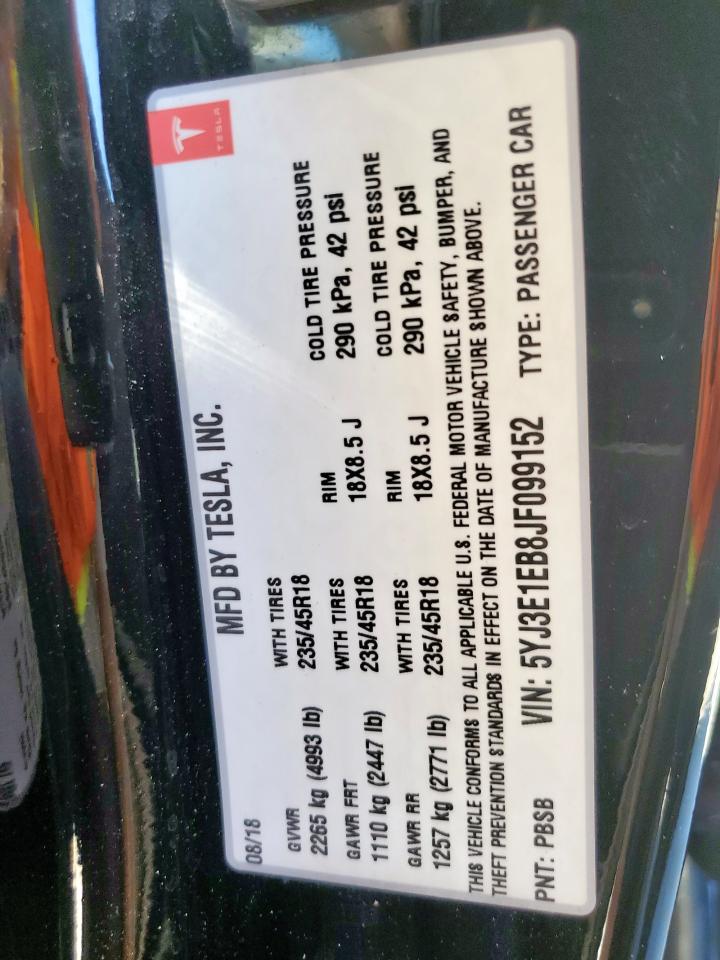 TESLA
MFD BY TESLA, INC.
08/18
GVWR WITH TIRES RIM COLD TIRE PRESSURE
2265 kg (4993 lb) 235/45R18 18X8.5 J 290 kPa, 42 psi
GAWR FRT WITH TIRES RIM COLD TIRE PRESSURE
1110 kg (2447 lb) 235/45R18 18X8.5 J 290 kPa, 42 psi
GAWR RR WITH TIRES
1257 kg (2771 lb) 235/45R18
THIS VEHICLE CONFORMS TO ALL APPLICABLE U.S. FEDERAL MOTOR VEHICLE SAFETY, BUMPER, AND
THEFT PREVENTION STANDARDS IN EFFECT ON THE DATE OF MANUFACTURE SHOWN ABOVE.
PNT: PBSB VIN: 5YJ3E1EB8JF099152 TYPE: PASSENGER CAR